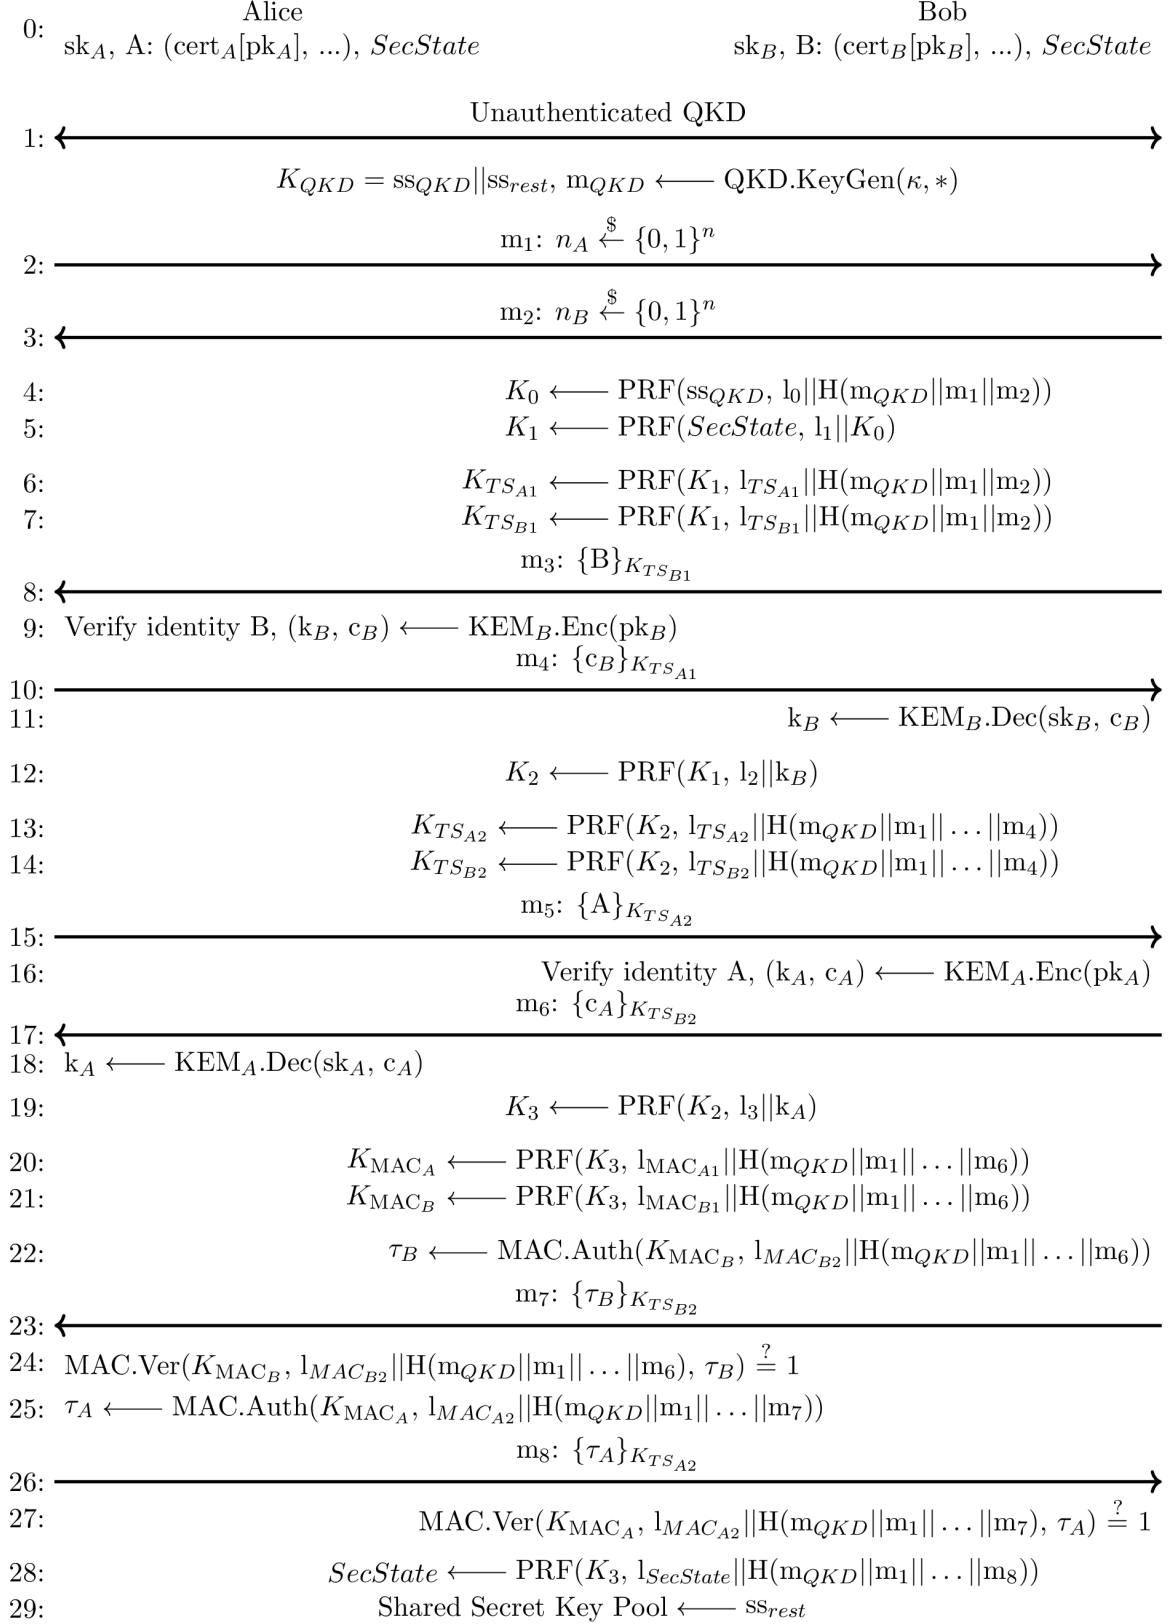 Alice Bob
0:
sk_A, A: (cert_A[pk_A], ...), SecState sk_B, B: (cert_B[pk_B], ...), SecState
Unauthenticated QKD
1:
K_QKD = ss_QKD||ss_rest, m_QKD ⟵ QKD.KeyGen(κ, *)
m_1: n_A ←$ {0, 1}^n
2:
m_2: n_B ←$ {0, 1}^n
3:
4: K_0 ⟵ PRF(ss_QKD, l_0||H(m_QKD||m_1||m_2))
5: K_1 ⟵ PRF(SecState, l_1||K_0)
6: K_TS_A1 ⟵ PRF(K_1, l_TS_A1||H(m_QKD||m_1||m_2))
7: K_TS_B1 ⟵ PRF(K_1, l_TS_B1||H(m_QKD||m_1||m_2))
m_3: {B}_K_TS_B1
8:
9: Verify identity B, (k_B, c_B) ⟵ KEM_B.Enc(pk_B)
m_4: {c_B}_K_TS_A1
10:
11: k_B ⟵ KEM_B.Dec(sk_B, c_B)
12: K_2 ⟵ PRF(K_1, l_2||k_B)
13: K_TS_A2 ⟵ PRF(K_2, l_TS_A2||H(m_QKD||m_1||...||m_4))
14: K_TS_B2 ⟵ PRF(K_2, l_TS_B2||H(m_QKD||m_1||...||m_4))
m_5: {A}_K_TS_A2
15:
16: Verify identity A, (k_A, c_A) ⟵ KEM_A.Enc(pk_A)
m_6: {c_A}_K_TS_B2
17:
18: k_A ⟵ KEM_A.Dec(sk_A, c_A)
19: K_3 ⟵ PRF(K_2, l_3||k_A)
20: K_MAC_A ⟵ PRF(K_3, l_MAC_A1||H(m_QKD||m_1||...||m_6))
21: K_MAC_B ⟵ PRF(K_3, l_MAC_B1||H(m_QKD||m_1||...||m_6))
22: τ_B ⟵ MAC.Auth(K_MAC_B, l_MAC_B2||H(m_QKD||m_1||...||m_6))
m_7: {τ_B}_K_TS_B2
23:
24: MAC.Ver(K_MAC_B, l_MAC_B2||H(m_QKD||m_1||...||m_6), τ_B) =? 1
25: τ_A ⟵ MAC.Auth(K_MAC_A, l_MAC_A2||H(m_QKD||m_1||...||m_7))
m_8: {τ_A}_K_TS_A2
26:
27: MAC.Ver(K_MAC_A, l_MAC_A2||H(m_QKD||m_1||...||m_7), τ_A) =? 1
28: SecState ⟵ PRF(K_3, l_SecState||H(m_QKD||m_1||...||m_8))
29: Shared Secret Key Pool ⟵ ss_rest